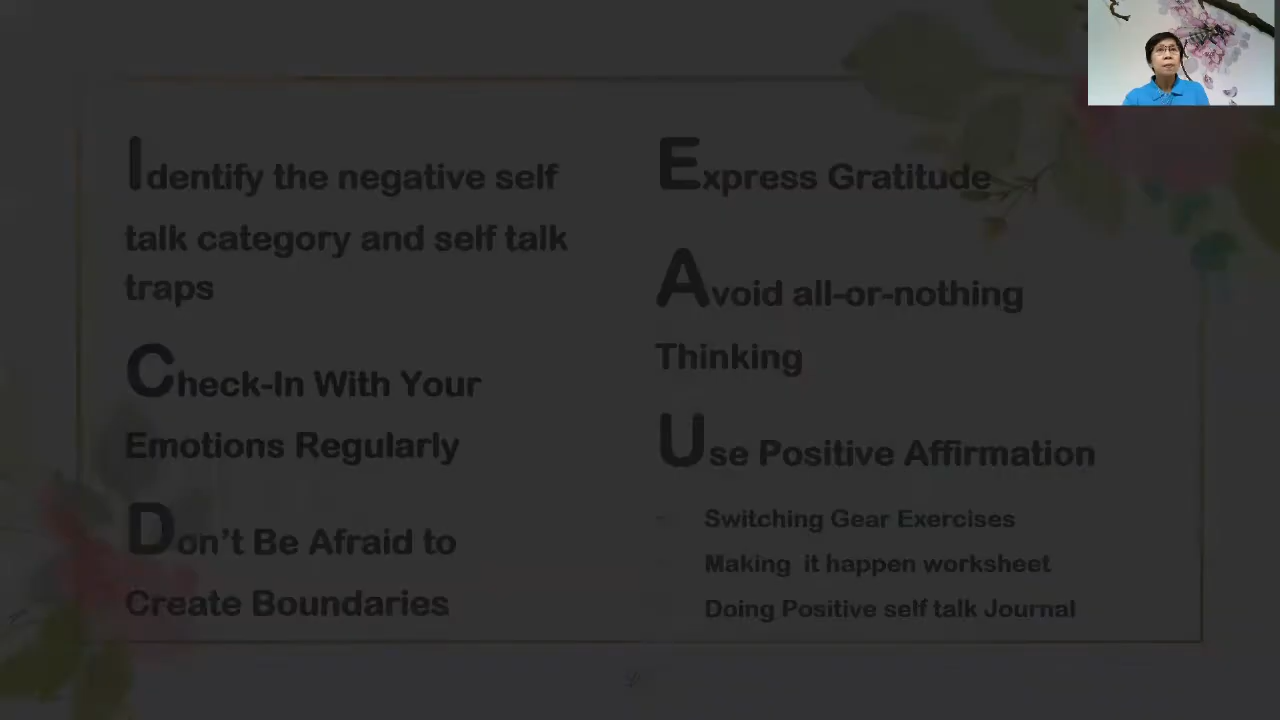 Identify the negative self
talk category and self talk
traps
Check-In With Your
Emotions Regularly
Don’t Be Afraid to
Create Boundaries
Express Gratitude
Avoid all-or-nothing
Thinking
Use Positive Affirmation
Switching Gear Exercises
Making it happen worksheet
Doing Positive self talk Journal